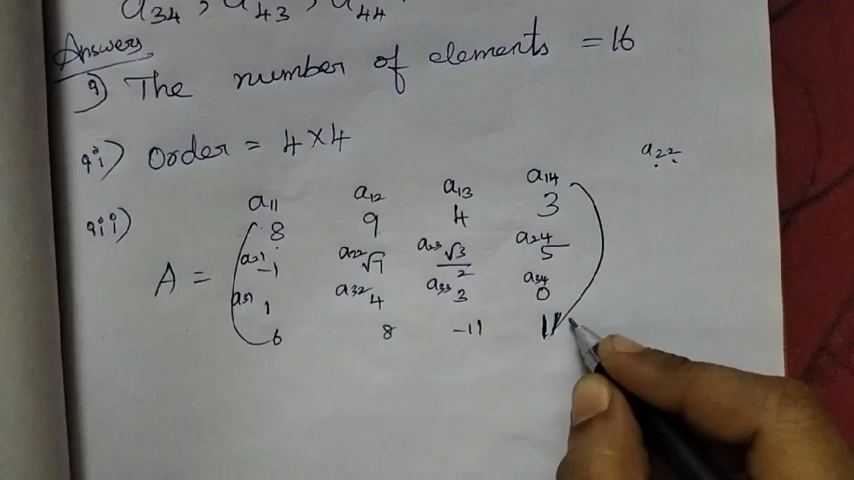 a34 , a43 , a44 .
Answers
i) The number of elements = 16
ii) Order = 4×4
a22
a11 a12 a13 a14
iii) 8 9 4 3
a21 -1 a22 √7 a23 √3/2 a24 5
A =
a31 1 a32 4 a33 3 a34 0
6 8 -11 1